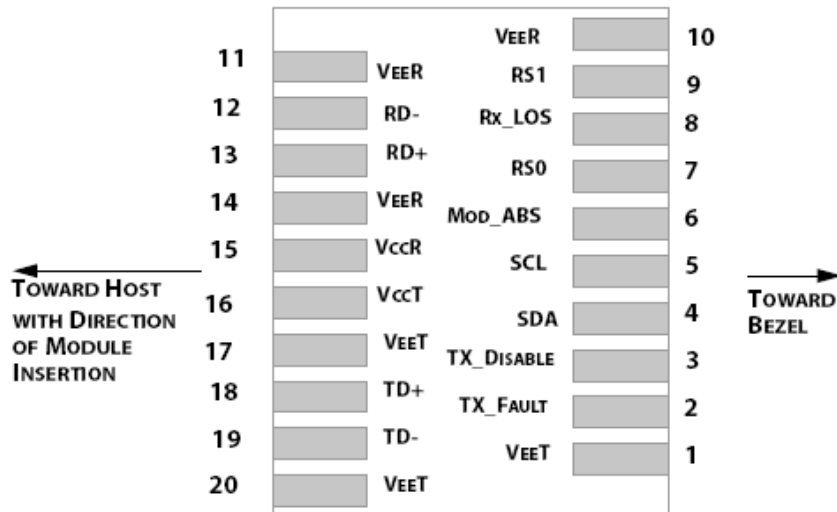 11 VEER
12 RD-
13 RD+
14 VEER
15 VCCR
16 VCCT
17 VEET
18 TD+
19 TD-
20 VEET
VEER 10
RS1 9
Rx_LOS 8
RS0 7
MOD_ABS 6
SCL 5
SDA 4
TX_DISABLE 3
TX_FAULT 2
VEET 1
TOWARD HOST
WITH DIRECTION
OF MODULE
INSERTION
TOWARD
BEZEL